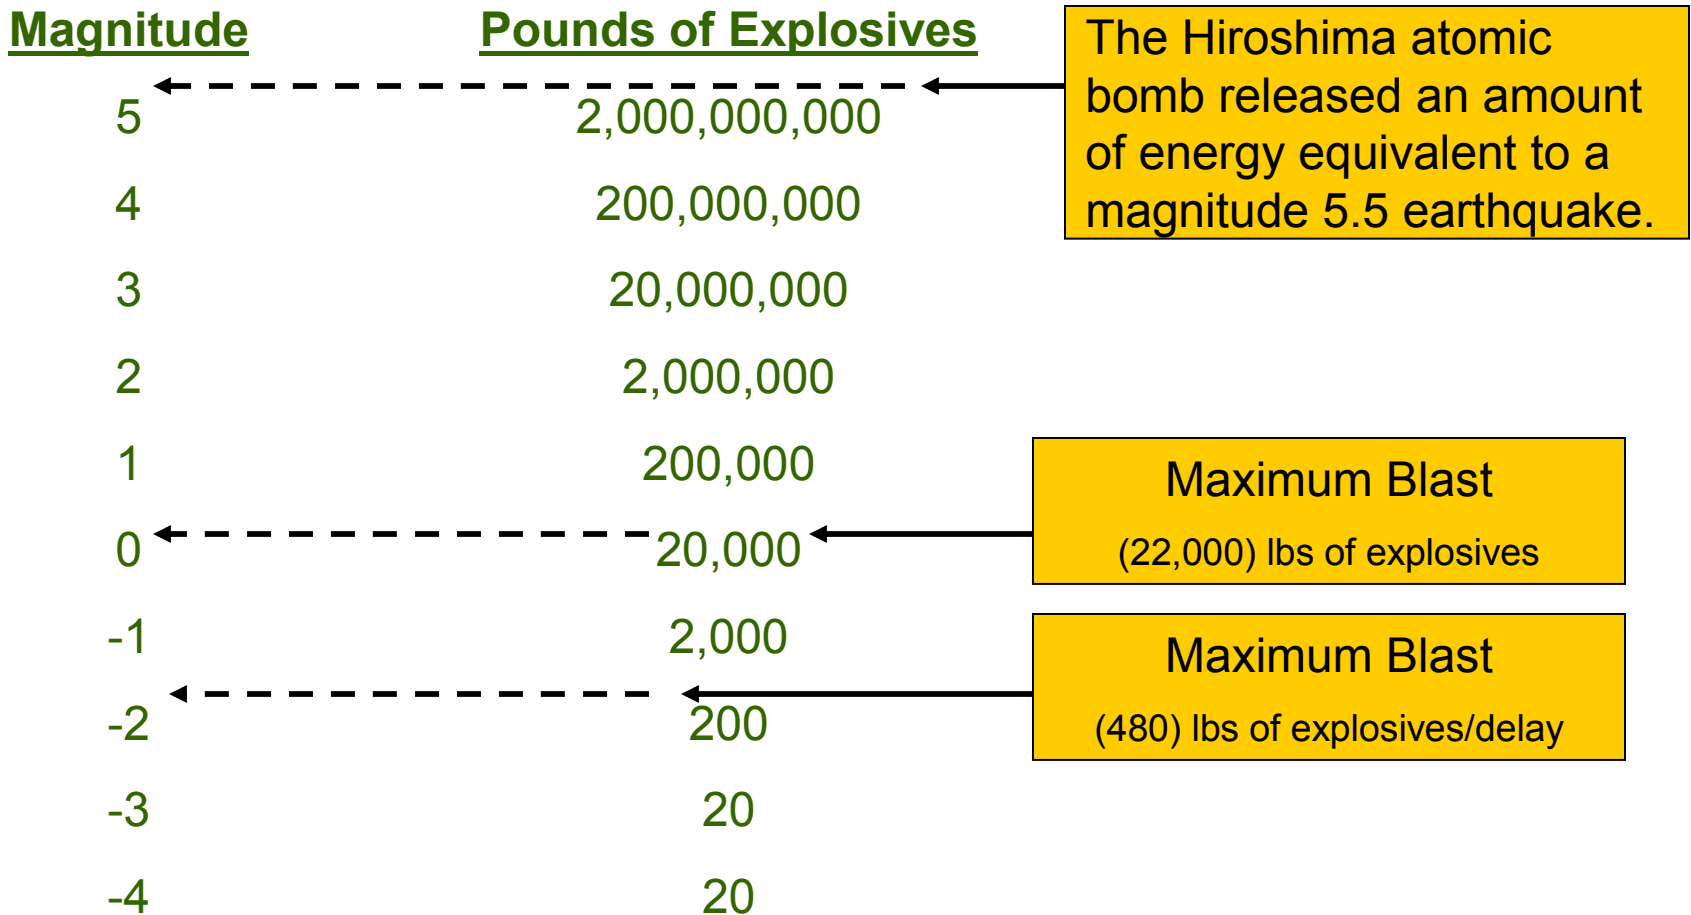 Magnitude Pounds of Explosives
5 2,000,000,000
4 200,000,000
3 20,000,000
2 2,000,000
1 200,000
0 20,000
-1 2,000
-2 200
-3 20
-4 20
The Hiroshima atomic
bomb released an amount
of energy equivalent to a
magnitude 5.5 earthquake.
Maximum Blast
(22,000) lbs of explosives
Maximum Blast
(480) lbs of explosives/delay